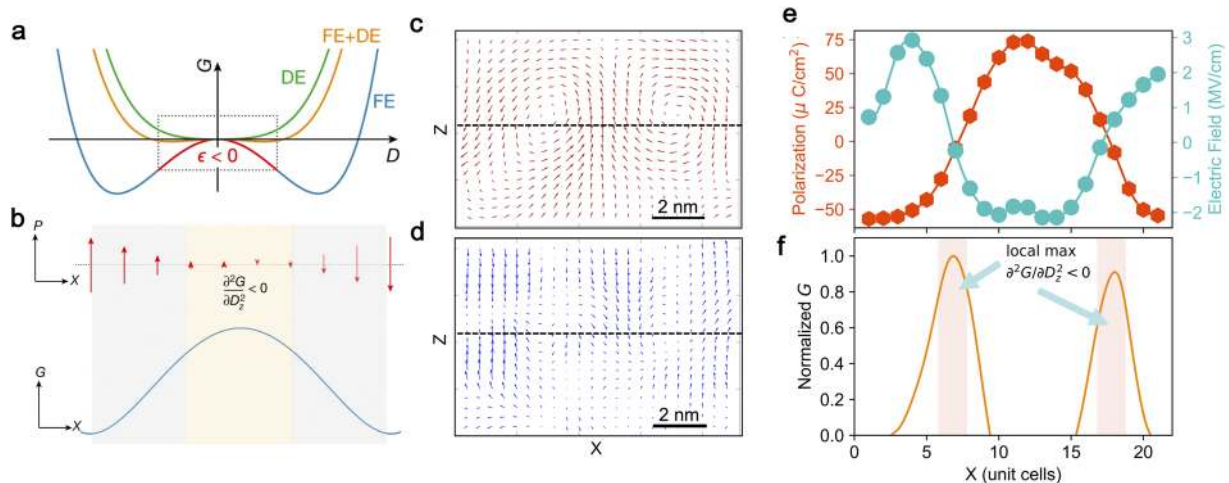 a
G
FE+DE
DE
FE
D
ϵ < 0
b
P
X
∂²G
∂D_z² < 0
G
X
c
Z
2 nm
d
Z
2 nm
X
e
Polarization (μ C/cm²)
75
50
25
0
−25
−50
3
2
1
0
−1
−2
Electric Field (MV/cm)
f
local max
∂²G/∂D_z² < 0
Normalized G
1.0
0.8
0.6
0.4
0.2
0.0
0 5 10 15 20
X (unit cells)